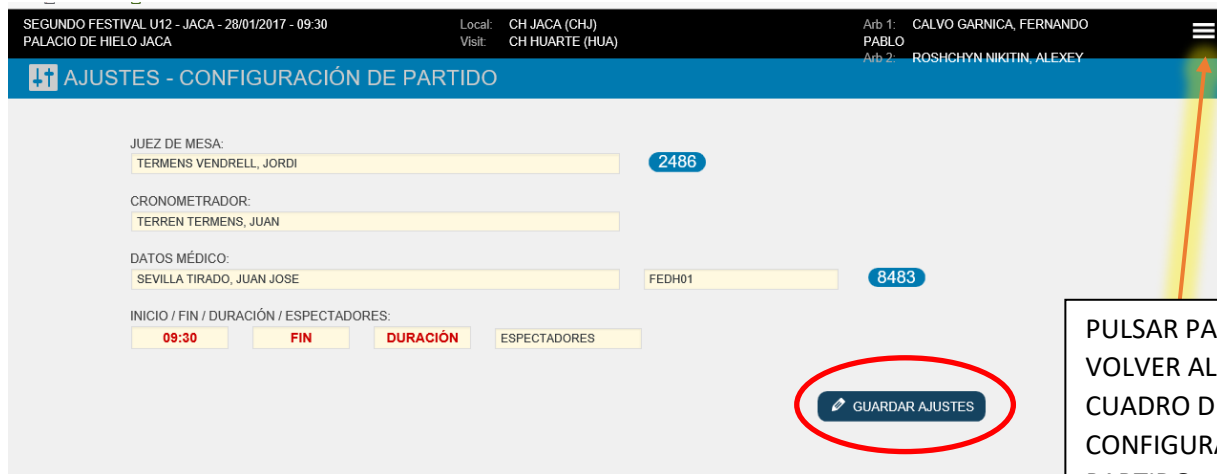 SEGUNDO FESTIVAL U12 - JACA - 28/01/2017 - 09:30
PALACIO DE HIELO JACA
Local: CH JACA (CHJ)
Visit: CH HUARTE (HUA)
Arb 1: CALVO GARNICA, FERNANDO
PABLO
Arb 2: ROSHCHYN NIKITIN, ALEXEY
AJUSTES - CONFIGURACIÓN DE PARTIDO
JUEZ DE MESA:
TERMENS VENDRELL, JORDI 2486
CRONOMETRADOR:
TERREN TERMENS, JUAN
DATOS MÉDICO:
SEVILLA TIRADO, JUAN JOSE FEDH01 8483
INICIO / FIN / DURACIÓN / ESPECTADORES:
09:30 FIN DURACIÓN ESPECTADORES
GUARDAR AJUSTES
PULSAR PA
VOLVER AL
CUADRO D
CONFIGURA